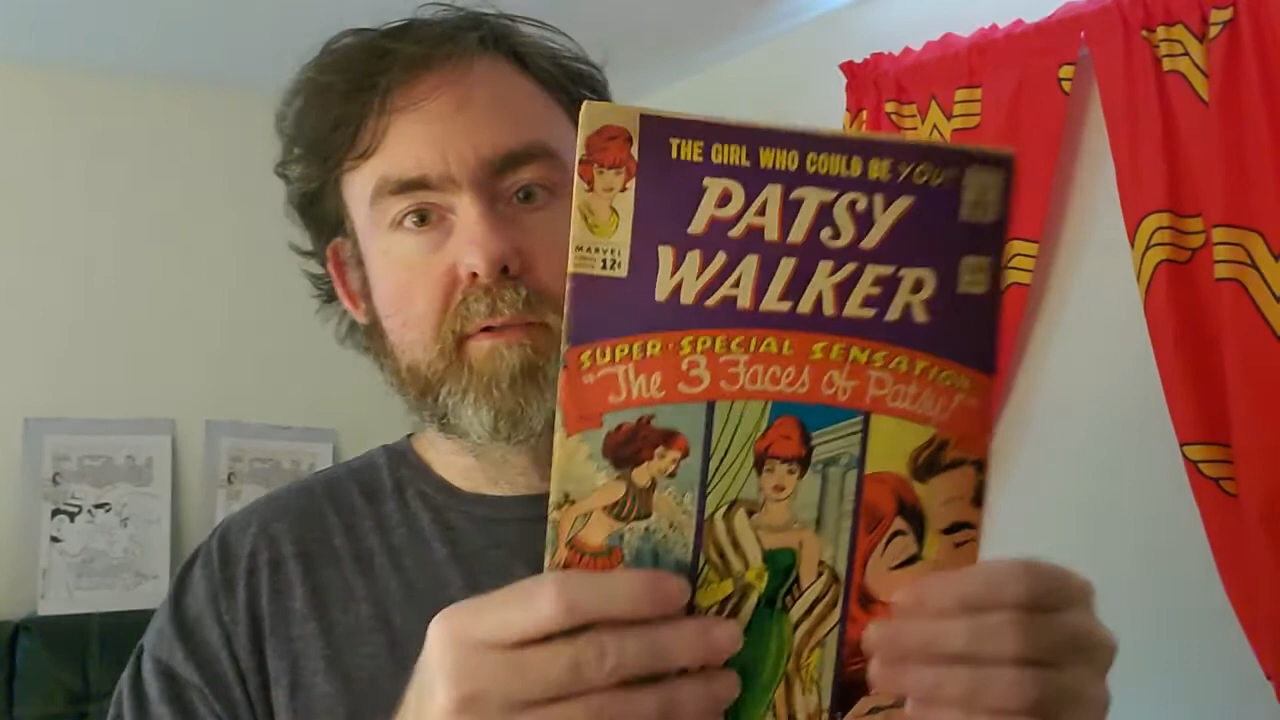 THE GIRL WHO COULD BE YOU!
PATSY
WALKER
MARVEL
12¢
SUPER-SPECIAL SENSATION
"The 3 Faces of Patsy!"